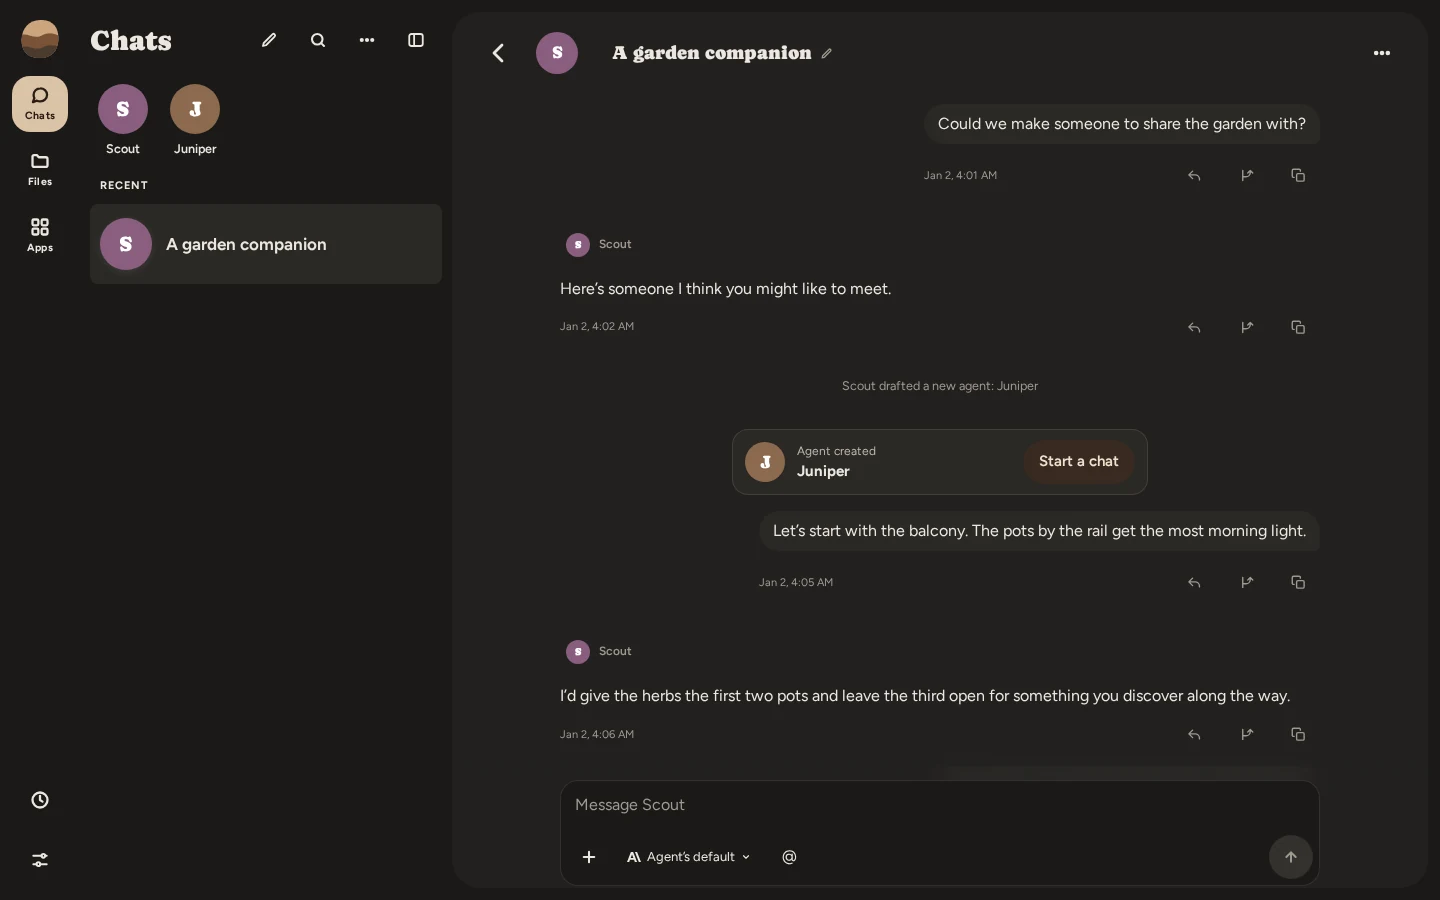 Chats
Chats
Files
Apps
S
Scout
J
Juniper
RECENT
S
A garden companion
S
A garden companion
Could we make someone to share the garden with?
Jan 2, 4:01 AM
S
Scout
Here’s someone I think you might like to meet.
Jan 2, 4:02 AM
Scout drafted a new agent: Juniper
J
Agent created
Juniper
Start a chat
Let’s start with the balcony. The pots by the rail get the most morning light.
Jan 2, 4:05 AM
S
Scout
I’d give the herbs the first two pots and leave the third open for something you discover along the way.
Jan 2, 4:06 AM
Message Scout
Agent’s default
@